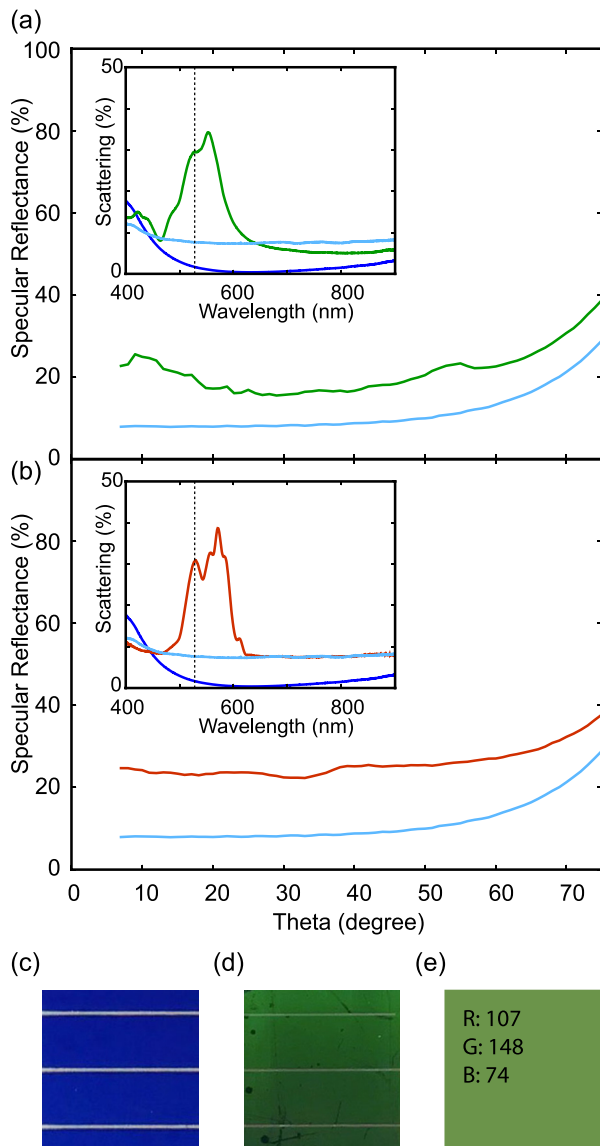 (a)
100
80
60
40
20
0
Specular Reflectance (%)
50
0
Scattering (%)
400 600 800
Wavelength (nm)
(b)
80
60
40
20
0
Specular Reflectance (%)
50
0
Scattering (%)
400 600 800
Wavelength (nm)
0 10 20 30 40 50 60 70
Theta (degree)
(c) (d) (e)
R: 107
G: 148
B: 74